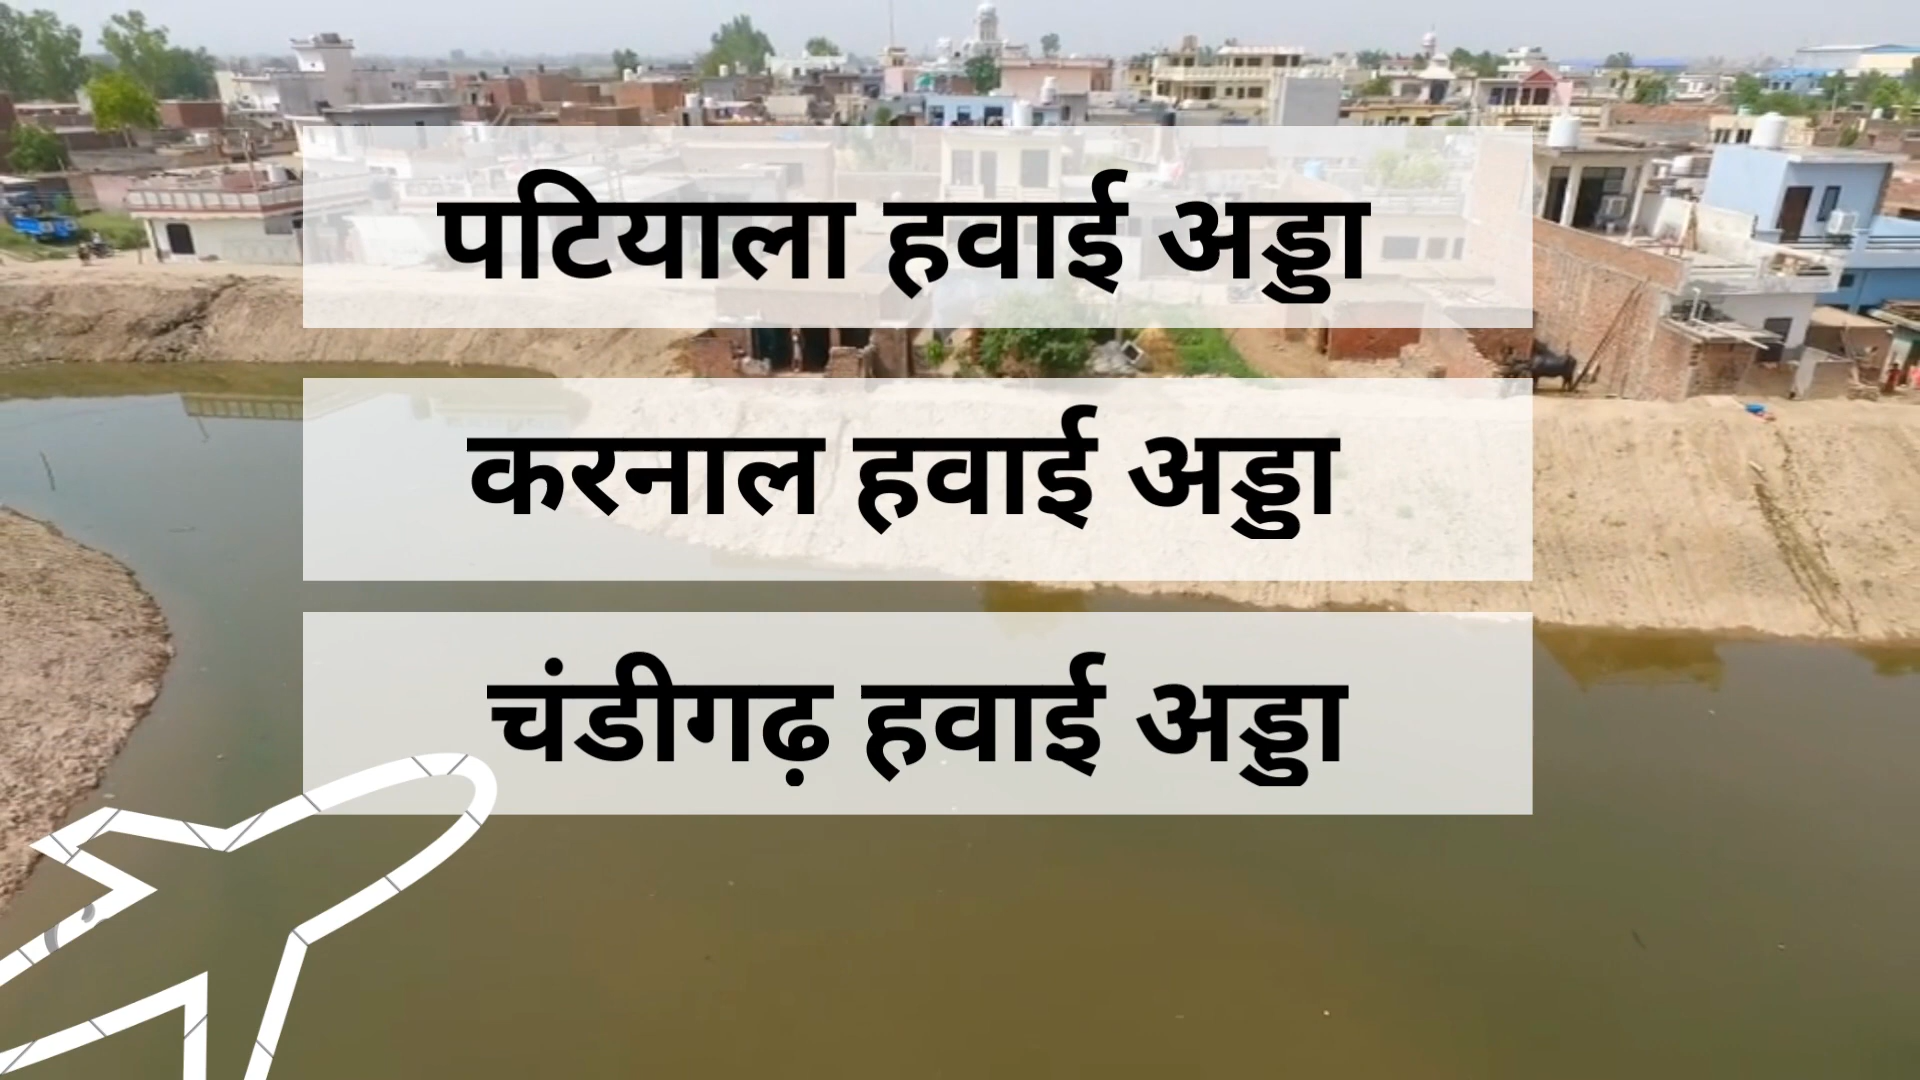 पटियाला हवाई अड्डा
करनाल हवाई अड्डा
चंडीगढ़ हवाई अड्डा